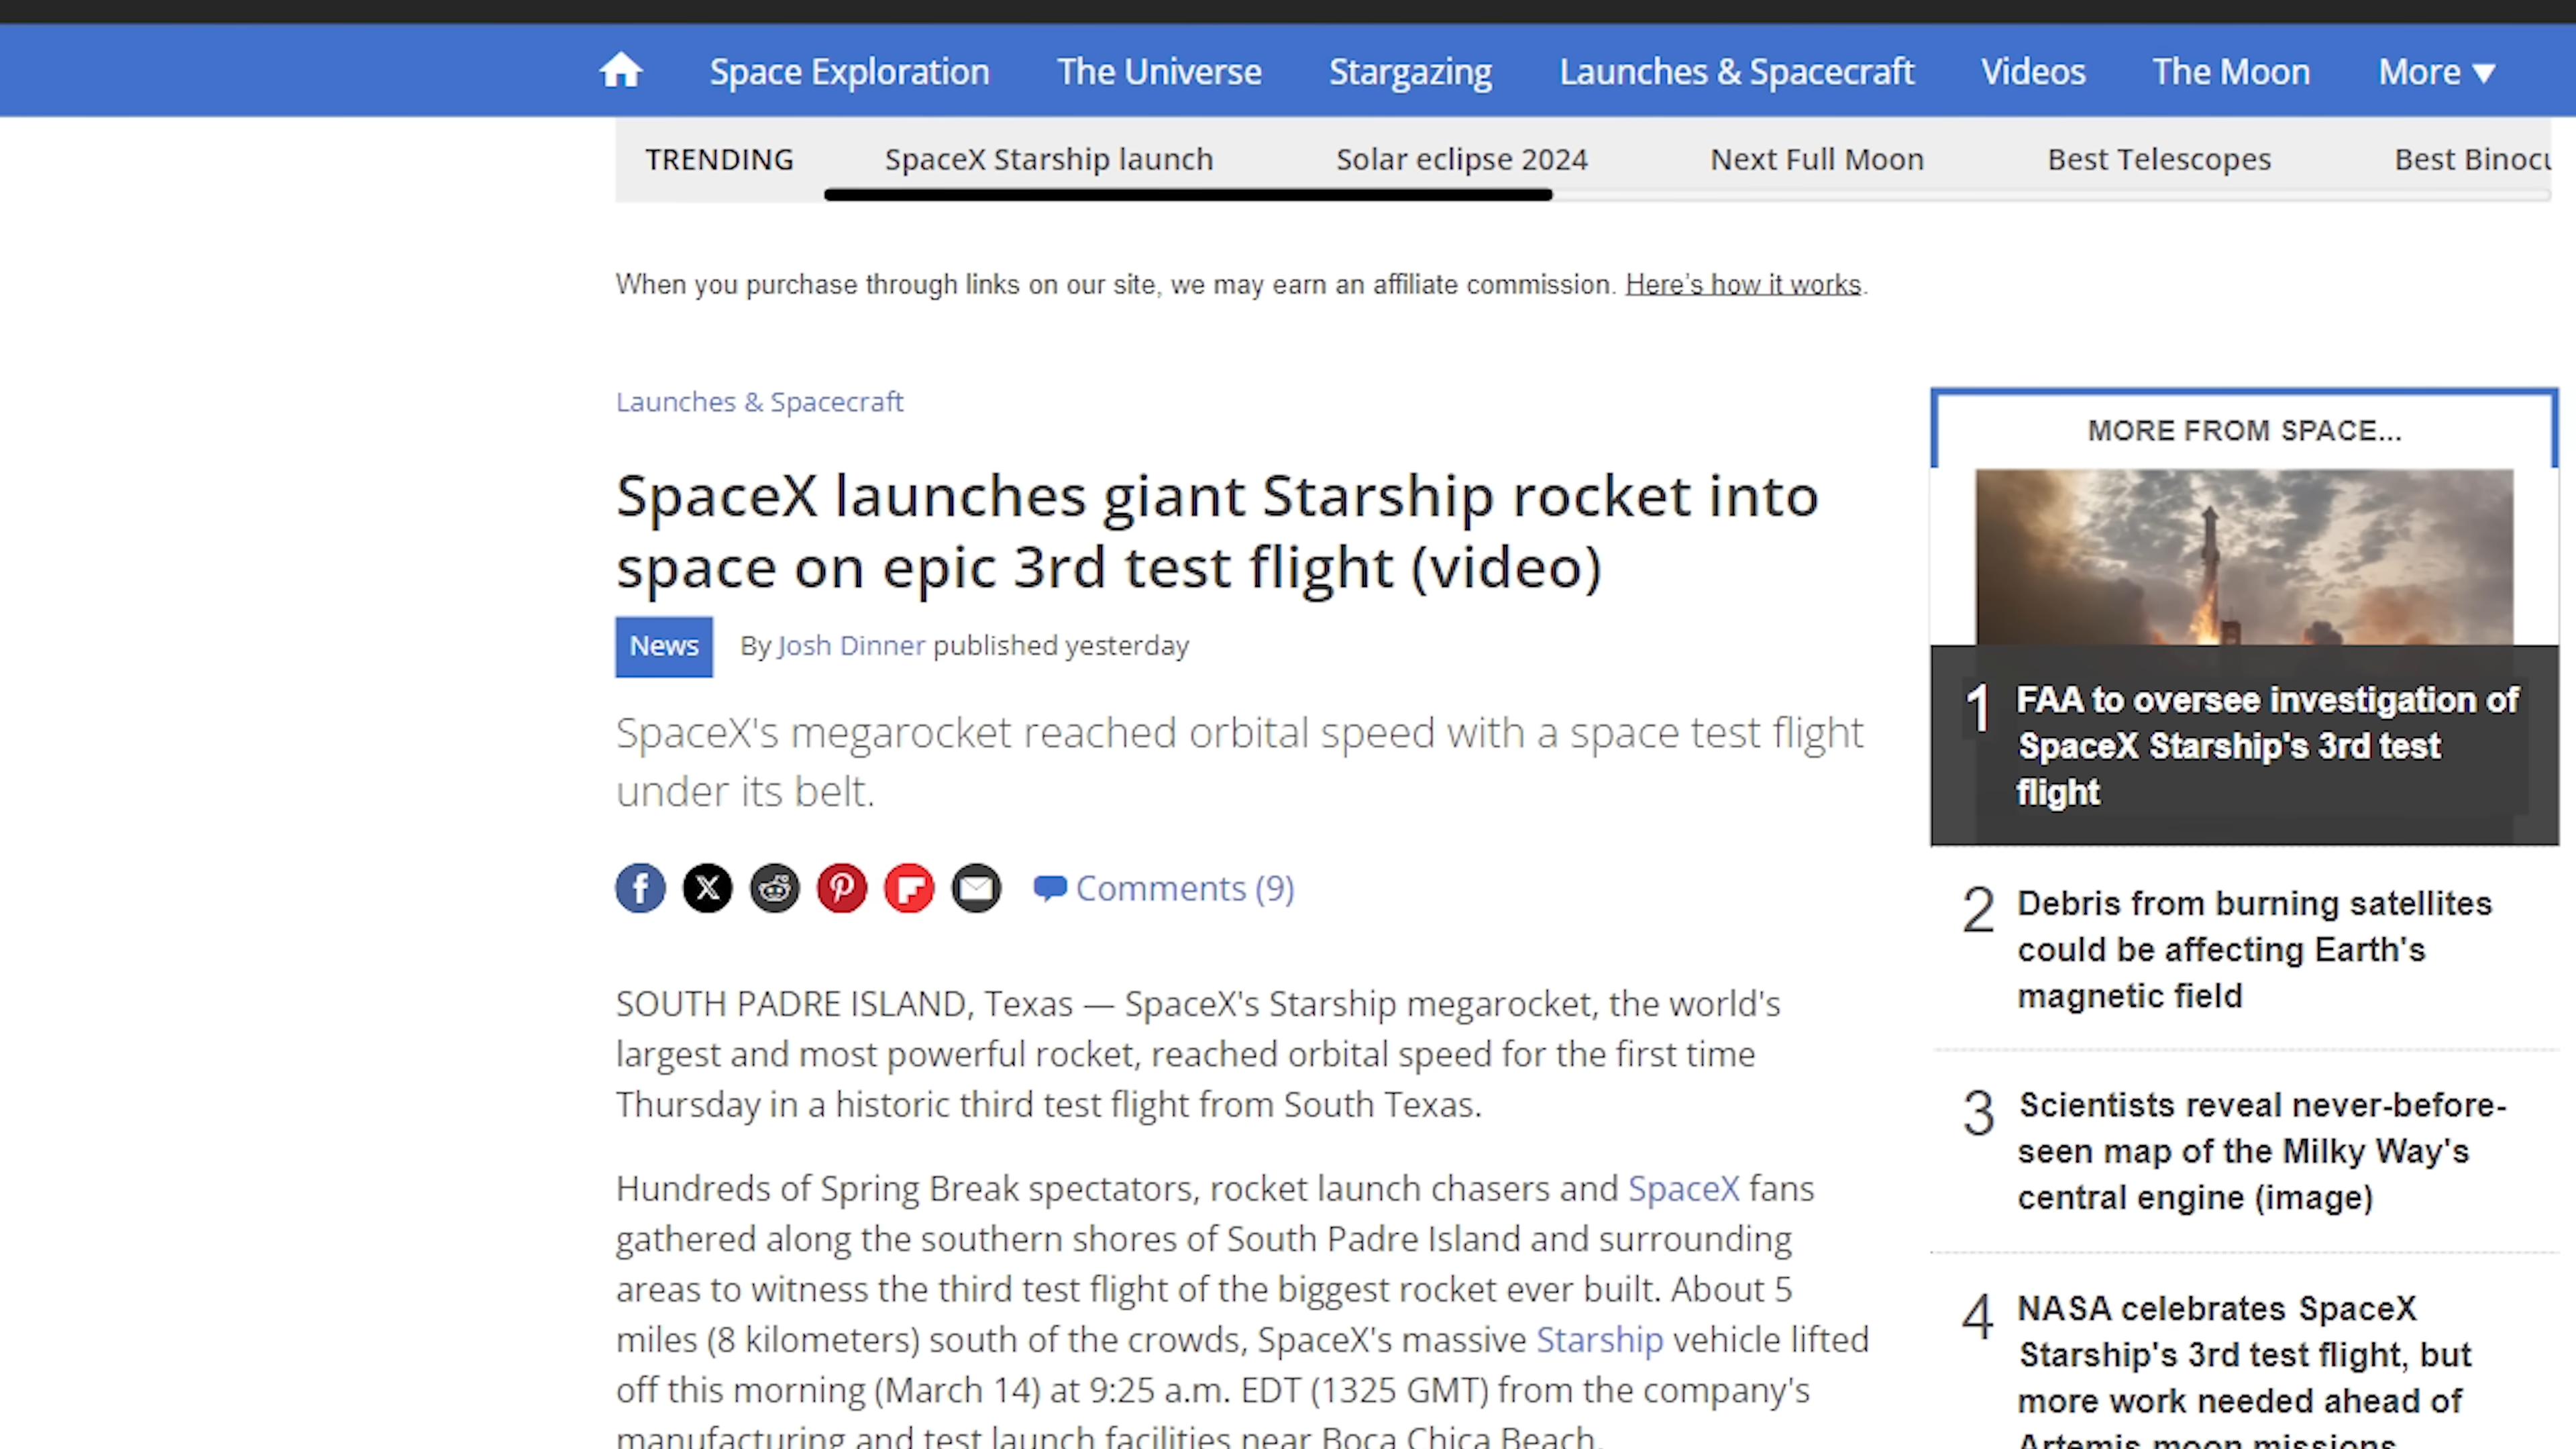 Space Exploration The Universe Stargazing Launches & Spacecraft Videos The Moon More
TRENDING SpaceX Starship launch Solar eclipse 2024 Next Full Moon Best Telescopes Best Binocu
When you purchase through links on our site, we may earn an affiliate commission. Here's how it works.
Launches & Spacecraft
SpaceX launches giant Starship rocket into
space on epic 3rd test flight (video)
News By Josh Dinner published yesterday
SpaceX's megarocket reached orbital speed with a space test flight
under its belt.
Comments (9)
SOUTH PADRE ISLAND, Texas — SpaceX's Starship megarocket, the world's
largest and most powerful rocket, reached orbital speed for the first time
Thursday in a historic third test flight from South Texas.
Hundreds of Spring Break spectators, rocket launch chasers and SpaceX fans
gathered along the southern shores of South Padre Island and surrounding
areas to witness the third test flight of the biggest rocket ever built. About 5
miles (8 kilometers) south of the crowds, SpaceX's massive Starship vehicle lifted
off this morning (March 14) at 9:25 a.m. EDT (1325 GMT) from the company's
manufacturing and test launch facilities near Boca Chica Beach.
MORE FROM SPACE...
1 FAA to oversee investigation of
SpaceX Starship's 3rd test
flight
2 Debris from burning satellites
could be affecting Earth's
magnetic field
3 Scientists reveal never-before-
seen map of the Milky Way's
central engine (image)
4 NASA celebrates SpaceX
Starship's 3rd test flight, but
more work needed ahead of
Artemis moon missions